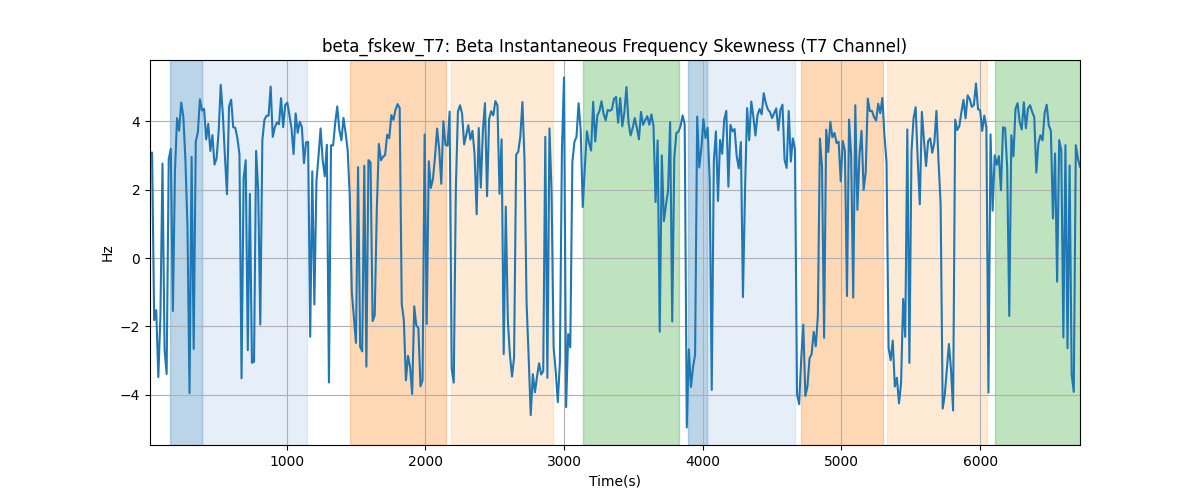 beta_fskew_T7: Beta Instantaneous Frequency Skewness (T7 Channel)
4
2
0
−2
−4
Hz
1000 2000 3000 4000 5000 6000
Time(s)